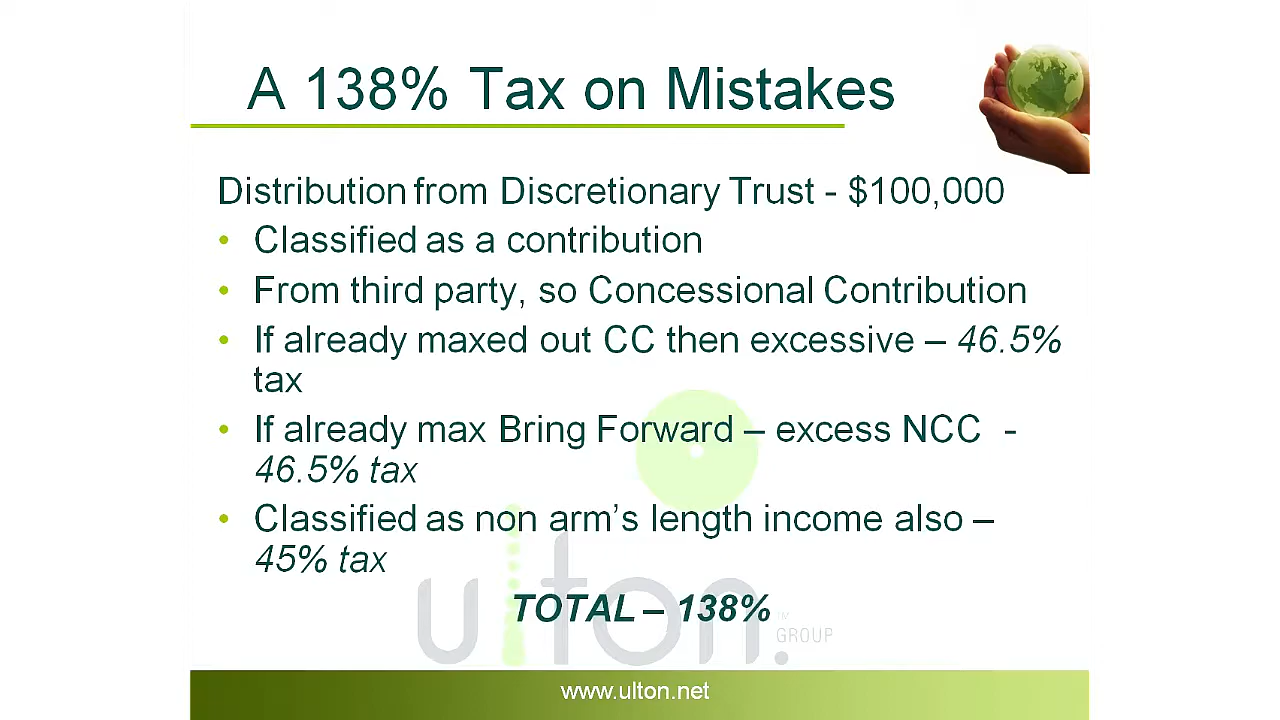 A 138% Tax on Mistakes
Distribution from Discretionary Trust - $100,000
• Classified as a contribution
• From third party, so Concessional Contribution
• If already maxed out CC then excessive – 46.5%
tax
• If already max Bring Forward – excess NCC -
46.5% tax
• Classified as non arm's length income also –
45% tax
TOTAL – 138%
ulton.™
GROUP
www.ulton.net